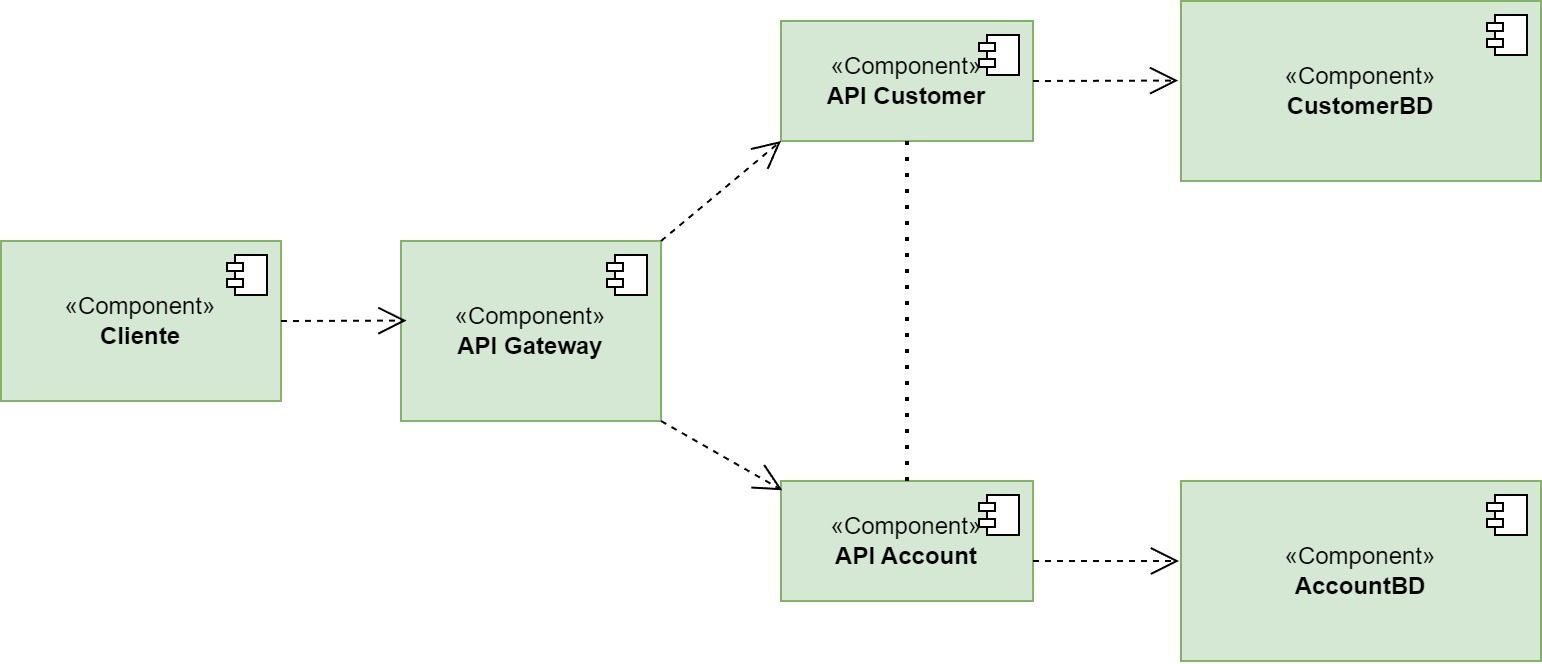 «Component»
API Customer
«Component»
CustomerBD
«Component»
Cliente
«Component»
API Gateway
«Component»
API Account
«Component»
AccountBD